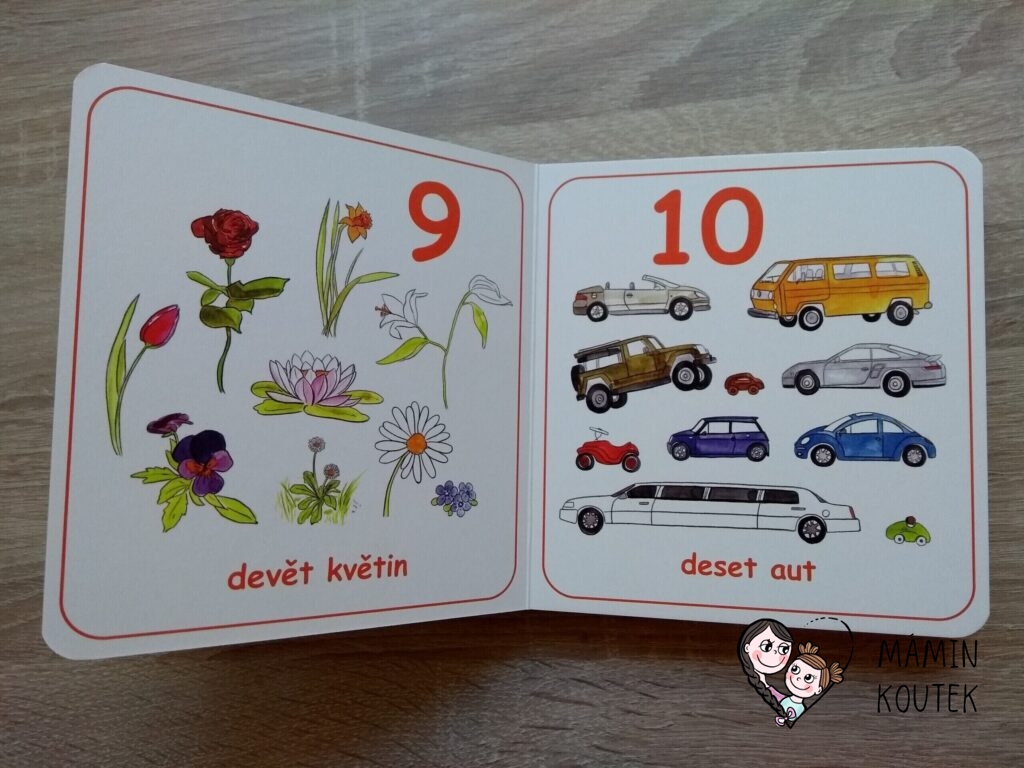 9
devět květin
10
deset aut
MÁMIN
KOUTEK